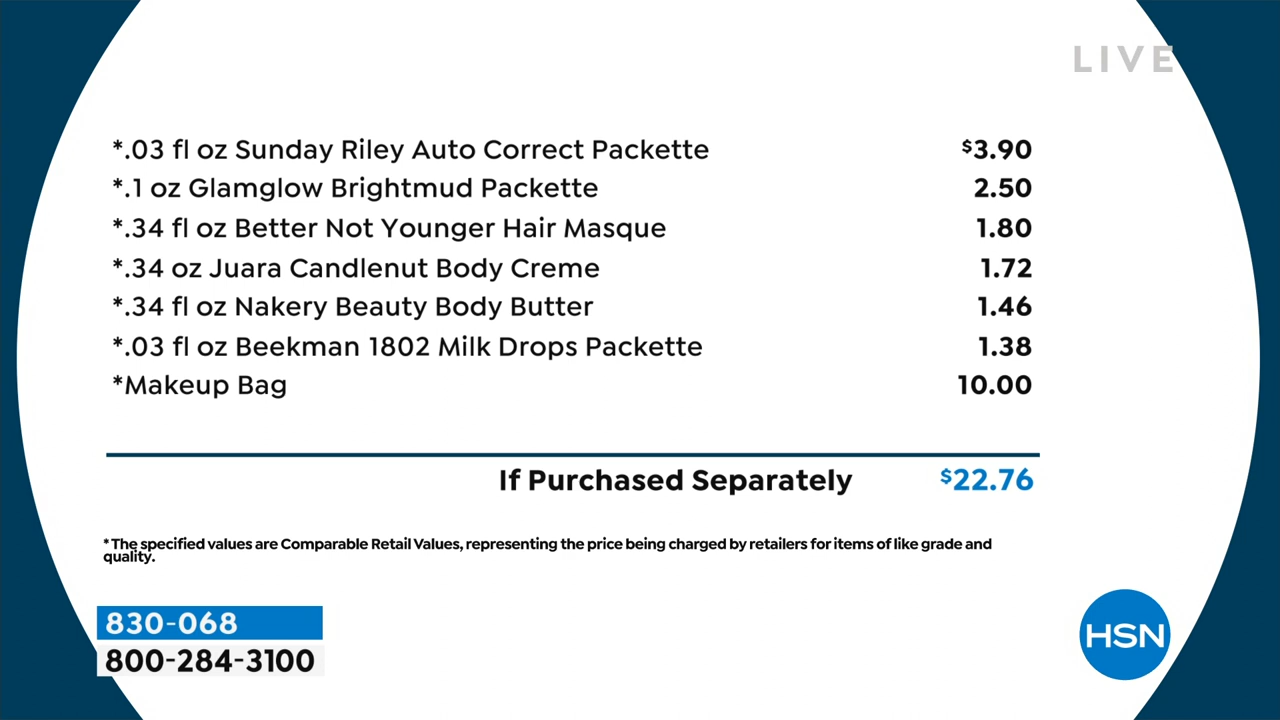 LIVE
*.03 fl oz Sunday Riley Auto Correct Packette $3.90
*.1 oz Glamglow Brightmud Packette 2.50
*.34 fl oz Better Not Younger Hair Masque 1.80
*.34 oz Juara Candlenut Body Creme 1.72
*.34 fl oz Nakery Beauty Body Butter 1.46
*.03 fl oz Beekman 1802 Milk Drops Packette 1.38
*Makeup Bag 10.00
If Purchased Separately $22.76
*The specified values are Comparable Retail Values, representing the price being charged by retailers for items of like grade and
quality.
830-068
800-284-3100
HSN